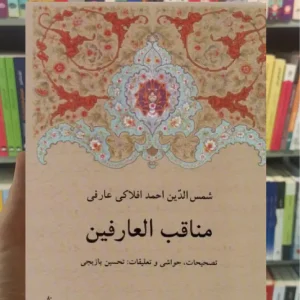 شمس الدّین احمد افلاکی عارفی
مناقب العارفین
تصحیحات، حواشی و تعلیقات: تحسین یازیجی